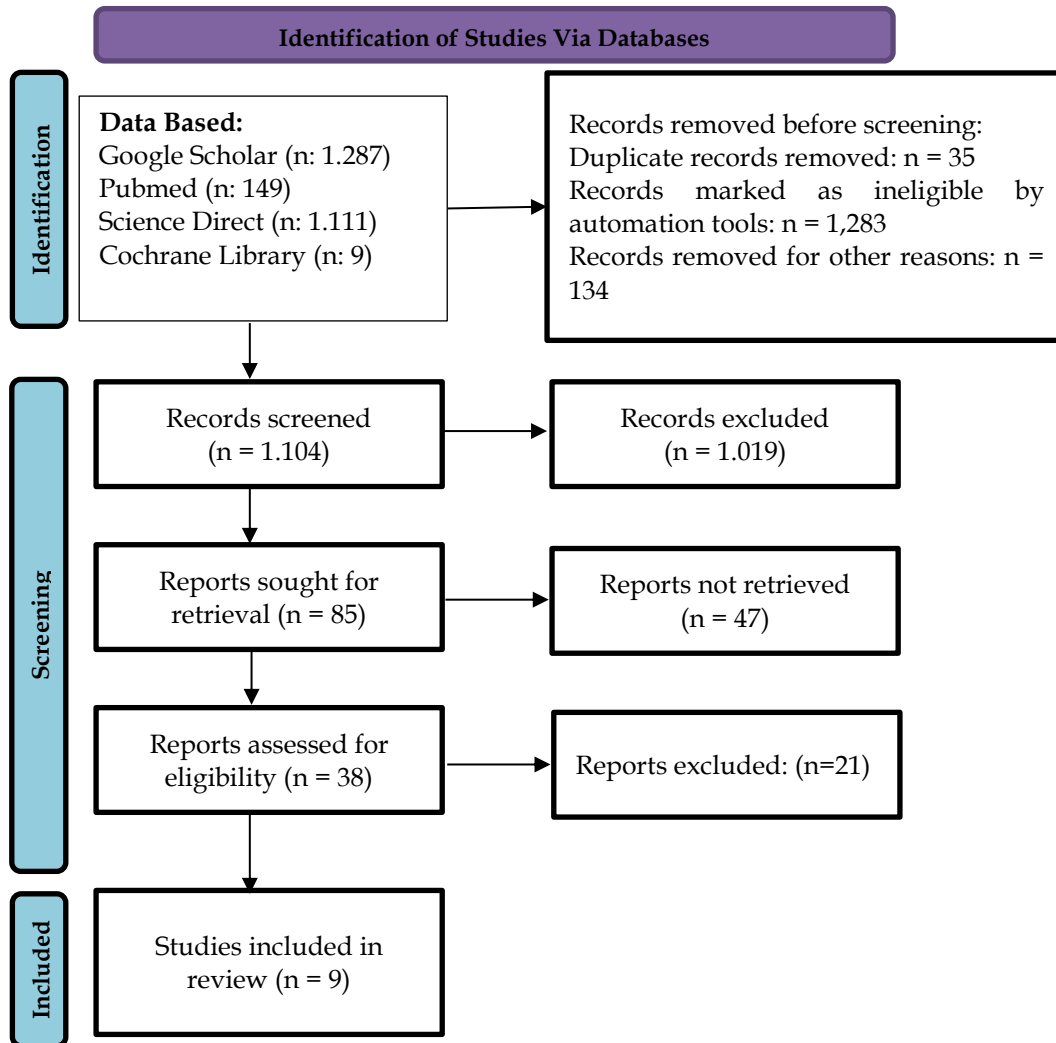 Identification of Studies Via Databases
Identification
Data Based:
Google Scholar (n: 1.287)
Pubmed (n: 149)
Science Direct (n: 1.111)
Cochrane Library (n: 9)
Records removed before screening:
Duplicate records removed: n = 35
Records marked as ineligible by
automation tools: n = 1,283
Records removed for other reasons: n =
134
Screening
Records screened
(n = 1.104)
Records excluded
(n = 1.019)
Reports sought for
retrieval (n = 85)
Reports not retrieved
(n = 47)
Reports assessed for
eligibility (n = 38)
Reports excluded: (n=21)
Included
Studies included in
review (n = 9)